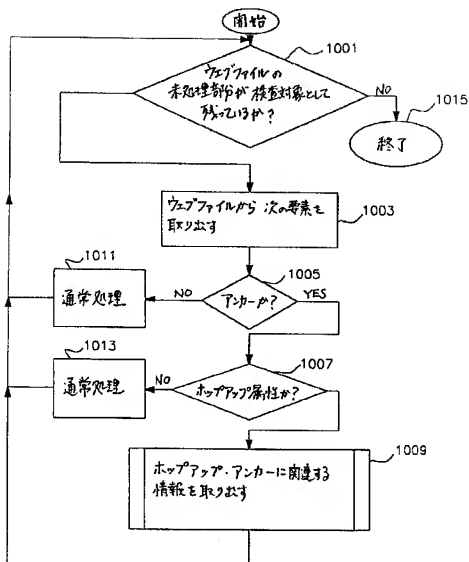 開始
1001
ウェブファイルの
未処理部分が検査対象として
残っているか?
NO
1015
終了
ウェブファイルから次の要素を
取り出す
1003
1011
通常処理
NO
1005
アンカーか?
YES
1013
通常処理
NO
1007
ホップアップ属性か?
1009
ホップアップ・アンカーに関連する
情報を取り出す